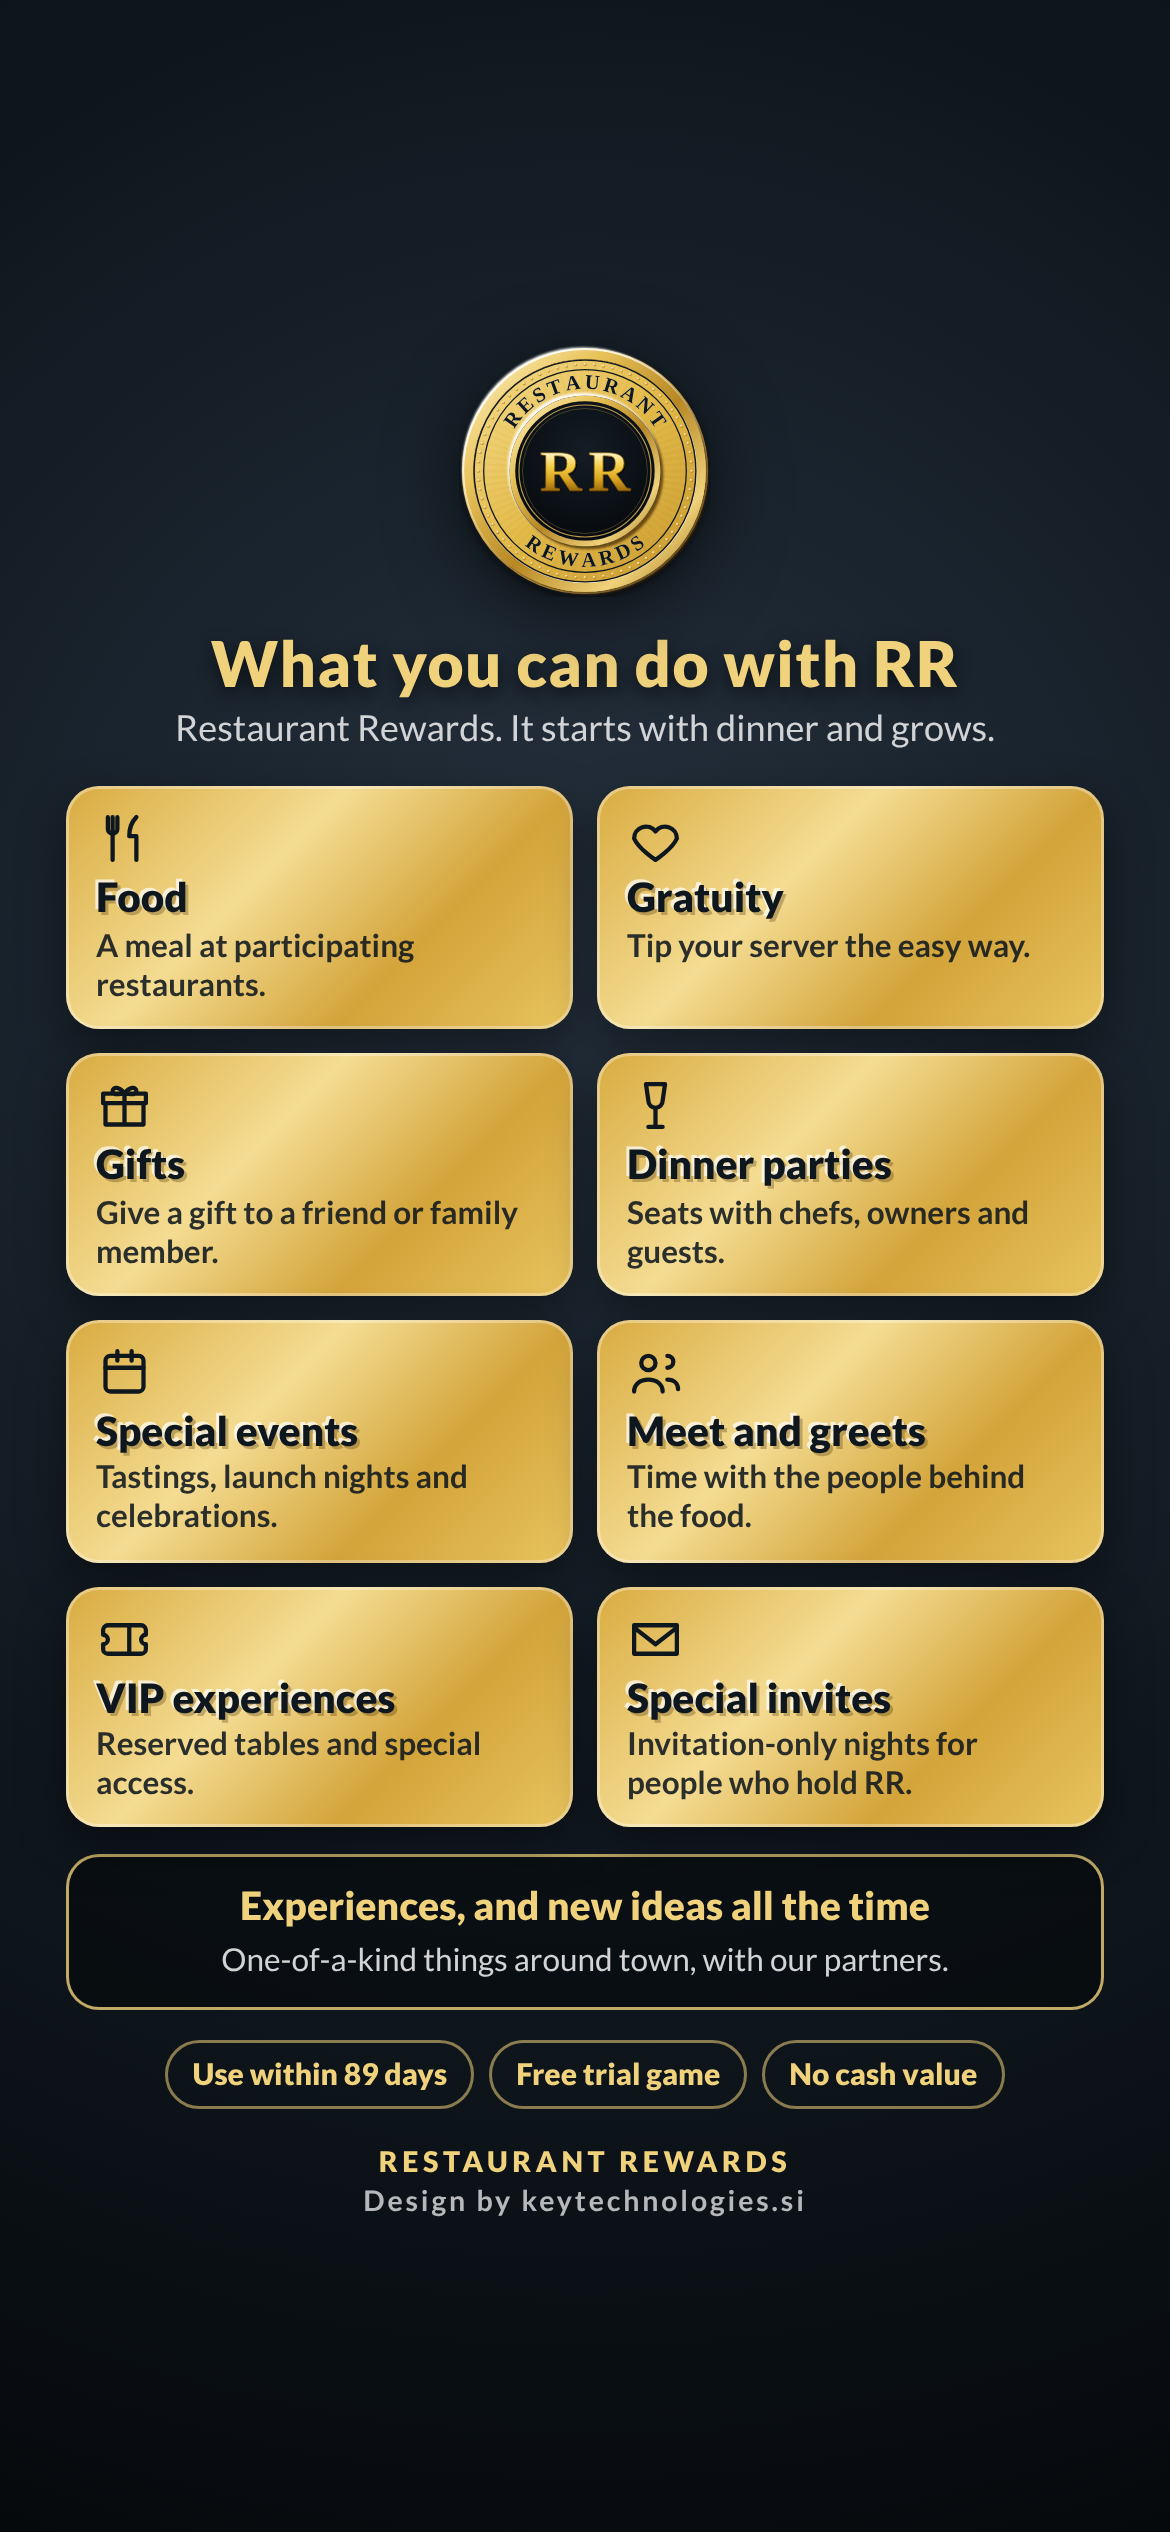 RESTAURANT
RR
REWARDS
What you can do with RR
Restaurant Rewards. It starts with dinner and grows.
Food
A meal at participating
restaurants.
Gratuity
Tip your server the easy way.
Gifts
Give a gift to a friend or family
member.
Dinner parties
Seats with chefs, owners and
guests.
Special events
Tastings, launch nights and
celebrations.
Meet and greets
Time with the people behind
the food.
VIP experiences
Reserved tables and special
access.
Special invites
Invitation-only nights for
people who hold RR.
Experiences, and new ideas all the time
One-of-a-kind things around town, with our partners.
Use within 89 days
Free trial game
No cash value
RESTAURANT REWARDS
Design by keytechnologies.si